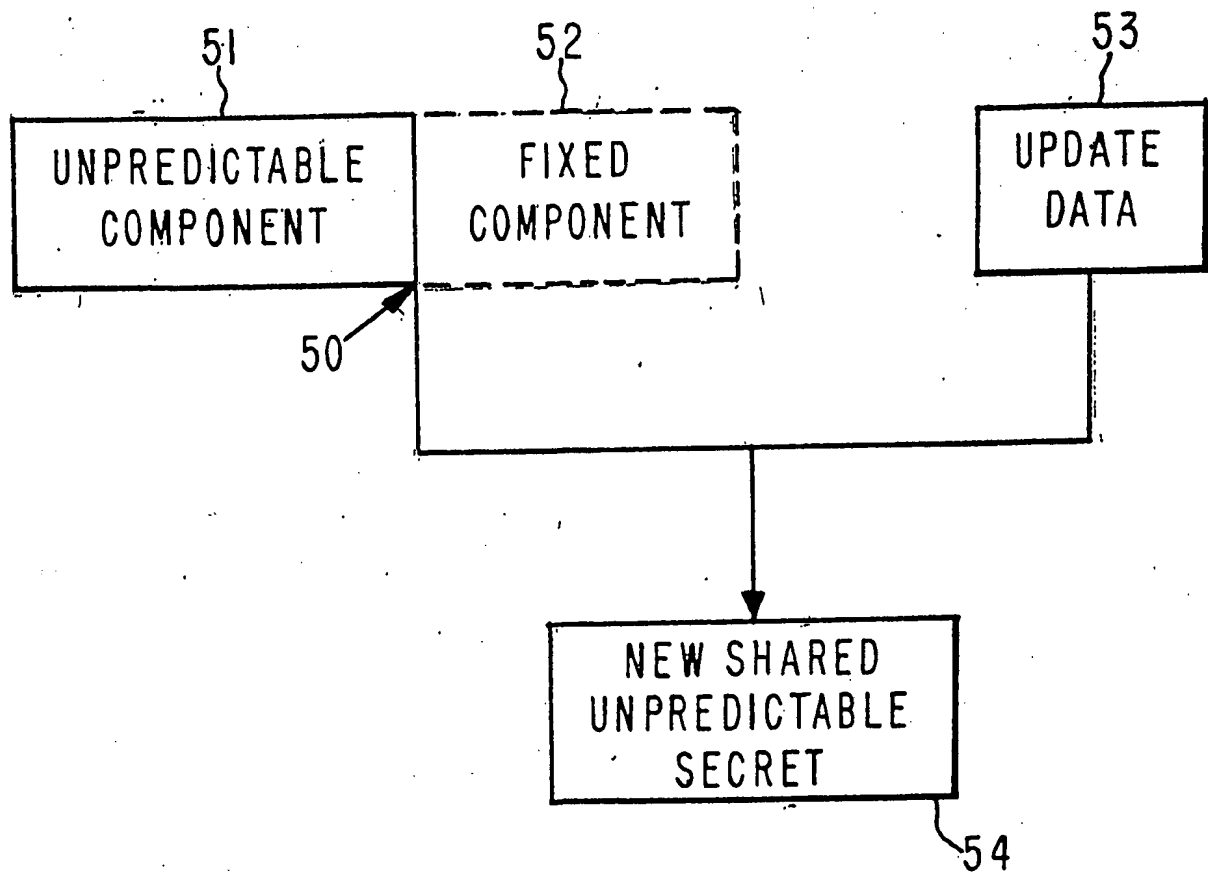 51
52
53
UNPREDICTABLE
COMPONENT
FIXED
COMPONENT
UPDATE
DATA
50
NEW SHARED
UNPREDICTABLE
SECRET
54